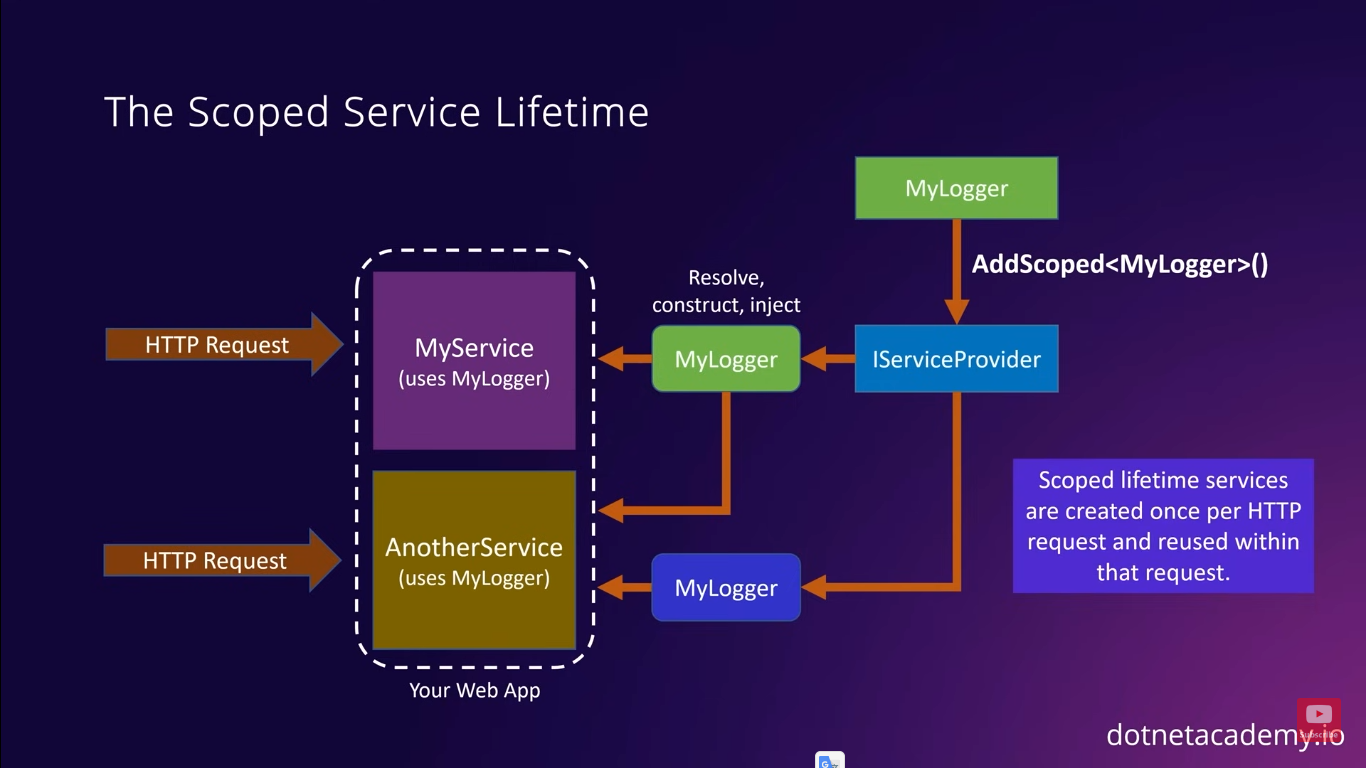 The Scoped Service Lifetime
MyLogger
AddScoped<MyLogger>()
Resolve,
construct, inject
HTTP Request
MyService
(uses MyLogger)
MyLogger
IServiceProvider
Scoped lifetime services
are created once per HTTP
request and reused within
that request.
HTTP Request
AnotherService
(uses MyLogger)
MyLogger
Your Web App
dotnetacademy.io
Subscribe
G